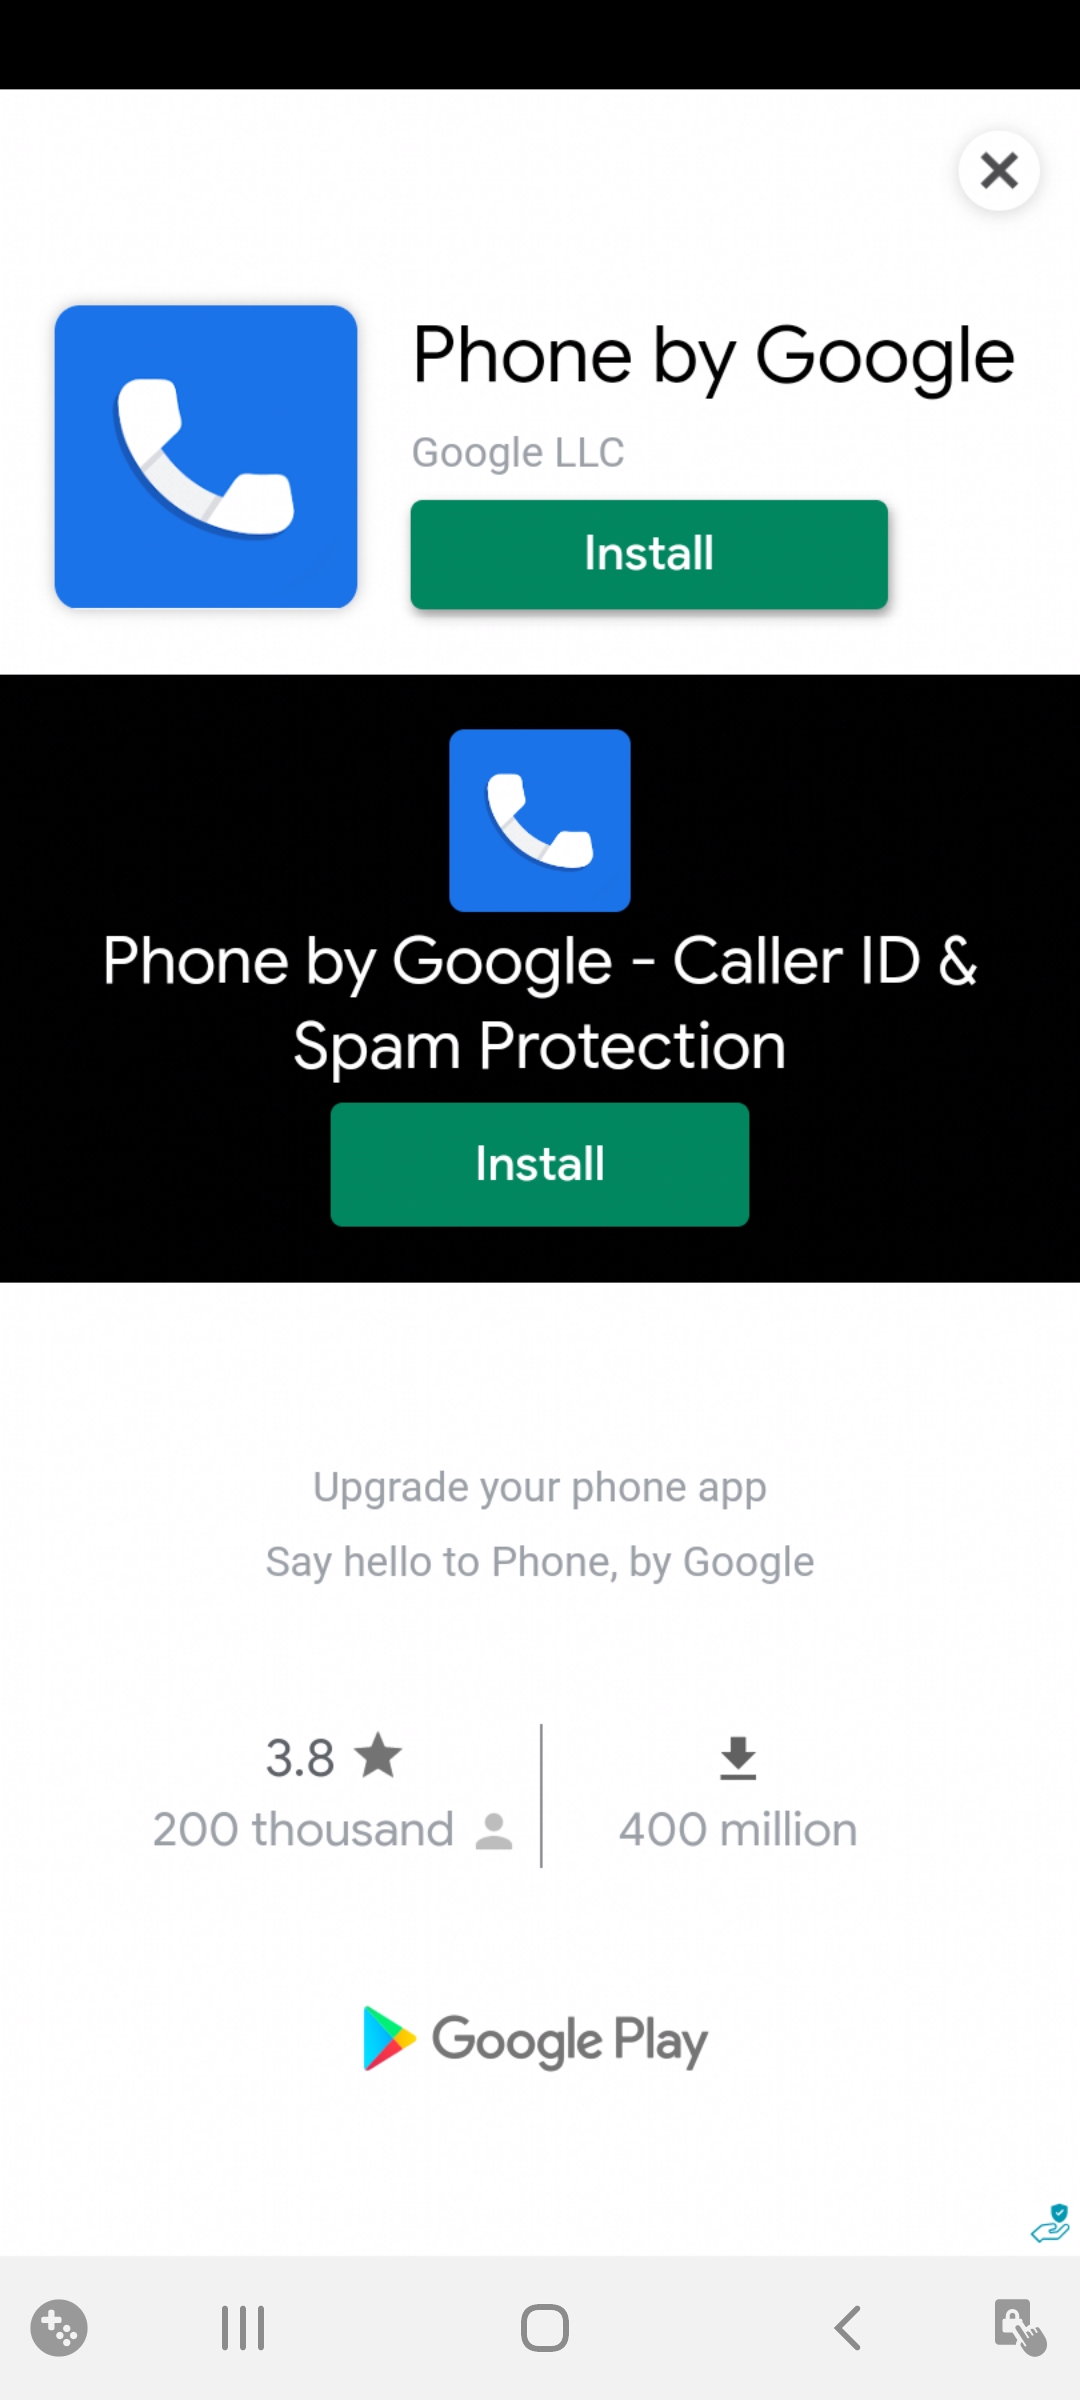 Phone by Google
Google LLC
Install
Phone by Google - Caller ID &
Spam Protection
Install
Upgrade your phone app
Say hello to Phone, by Google
3.8
200 thousand
400 million
Google Play